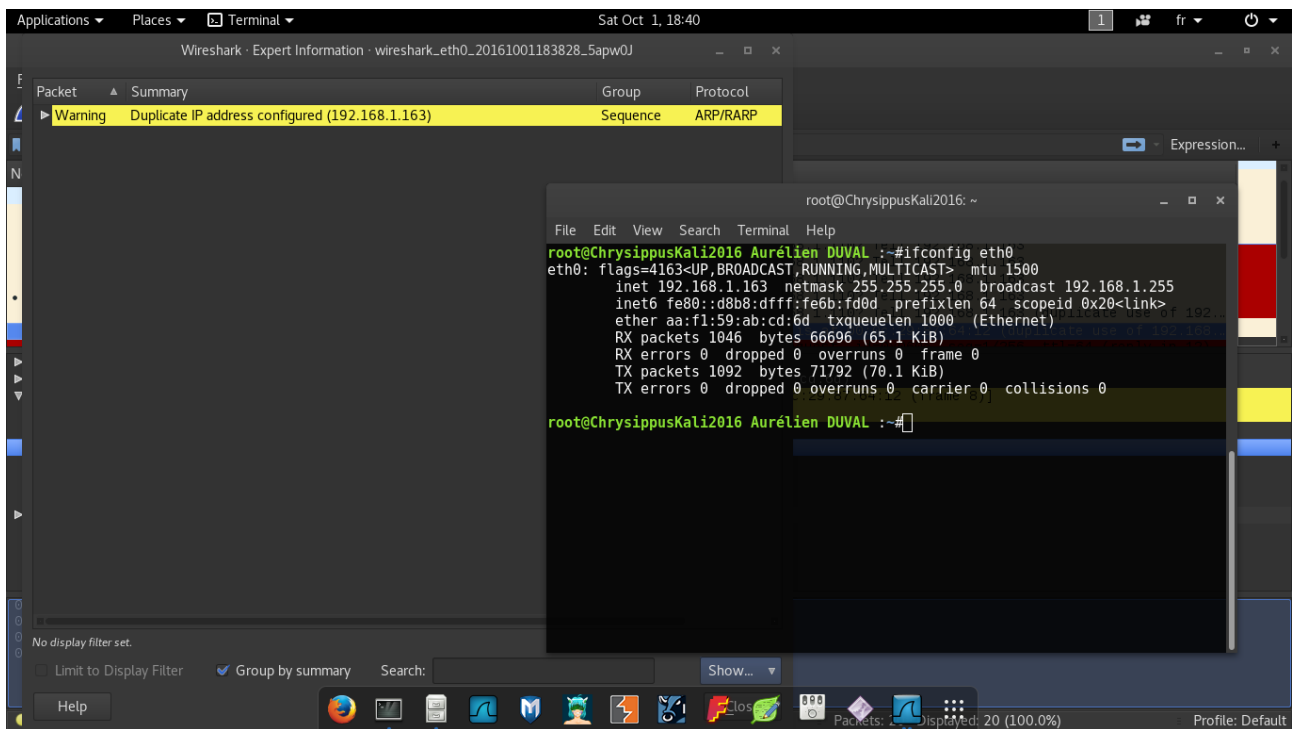 Applications Places Terminal Sat Oct 1, 18:40 1 fr
Wireshark · Expert Information · wireshark_eth0_20161001183828_5apw0J
Packet Summary Group Protocol
Warning Duplicate IP address configured (192.168.1.163) Sequence ARP/RARP
Expression...
root@ChrysippusKali2016: ~
File Edit View Search Terminal Help
root@ChrysippusKali2016 Aurélien DUVAL :~#ifconfig eth0
eth0: flags=4163<UP,BROADCAST,RUNNING,MULTICAST> mtu 1500
inet 192.168.1.163 netmask 255.255.255.0 broadcast 192.168.1.255
inet6 fe80::d8b8:dfff:fe6b:fd0d prefixlen 64 scopeid 0x20<link>
ether aa:f1:59:ab:cd:6d txqueuelen 1000 (Ethernet)
RX packets 1046 bytes 66696 (65.1 KiB)
RX errors 0 dropped 0 overruns 0 frame 0
TX packets 1092 bytes 71792 (70.1 KiB)
TX errors 0 dropped 0 overruns 0 carrier 0 collisions 0
root@ChrysippusKali2016 Aurélien DUVAL :~#
No display filter set.
Limit to Display Filter Group by summary Search: Show...
Help
Packets: Displayed: 20 (100.0%) Profile: Default